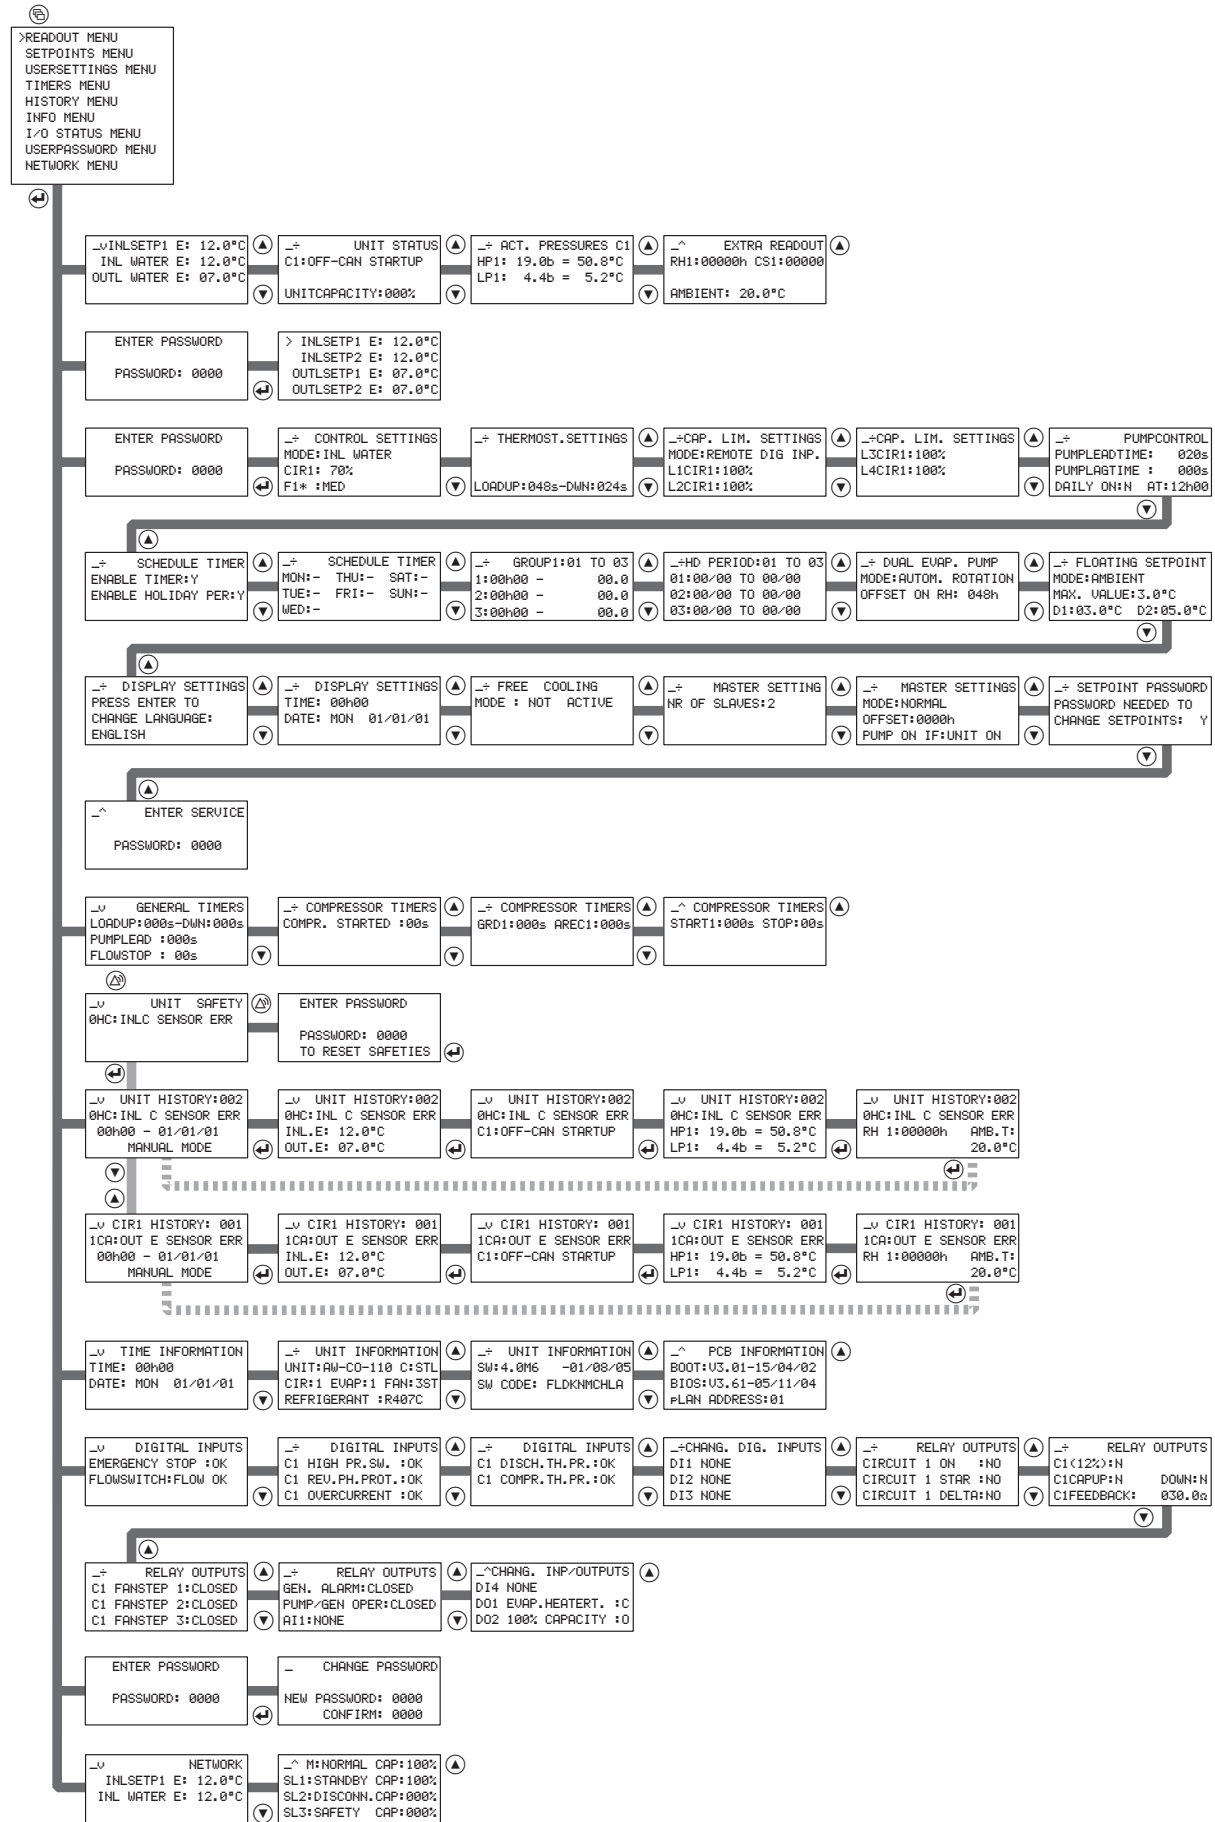 >READOUT MENU
SETPOINTS MENU
USERSETTINGS MENU
TIMERS MENU
HISTORY MENU
INFO MENU
I/O STATUS MENU
USERPASSWORD MENU
NETWORK MENU
_vINLSETP1 E: 12.0°C
INL WATER E: 12.0°C
OUTL WATER E: 07.0°C
_÷ UNIT STATUS
C1:OFF-CAN STARTUP
UNITCAPACITY:000%
_÷ ACT. PRESSURES C1
HP1: 19.0b = 50.8°C
LP1: 4.4b = 5.2°C
_^ EXTRA READOUT
RH1:00000h CS1:00000
AMBIENT: 20.0°C
ENTER PASSWORD
PASSWORD: 0000
> INLSETP1 E: 12.0°C
INLSETP2 E: 12.0°C
OUTLSETP1 E: 07.0°C
OUTLSETP2 E: 07.0°C
ENTER PASSWORD
PASSWORD: 0000
_÷ CONTROL SETTINGS
MODE:INL WATER
CIR1: 70%
F1* :MED
_÷ THERMOST.SETTINGS
LOADUP:048s-DWN:024s
_÷CAP. LIM. SETTINGS
MODE:REMOTE DIG INP.
L1CIR1:100%
L2CIR1:100%
_÷CAP. LIM. SETTINGS
L3CIR1:100%
L4CIR1:100%
_÷ PUMPCONTROL
PUMPLEADTIME: 020s
PUMPLAGTIME : 000s
DAILY ON:N AT:12h00
_÷ SCHEDULE TIMER
ENABLE TIMER:Y
ENABLE HOLIDAY PER:Y
_÷ SCHEDULE TIMER
MON:- THU:- SAT:-
TUE:- FRI:- SUN:-
WED:-
_÷ GROUP1:01 TO 03
1:00h00 - 00.0
2:00h00 - 00.0
3:00h00 - 00.0
_÷HD PERIOD:01 TO 03
01:00/00 TO 00/00
02:00/00 TO 00/00
03:00/00 TO 00/00
_÷ DUAL EVAP. PUMP
MODE:AUTOM. ROTATION
OFFSET ON RH: 048h
_÷ FLOATING SETPOINT
MODE:AMBIENT
MAX. VALUE:3.0°C
D1:03.0°C D2:05.0°C
_÷ DISPLAY SETTINGS
PRESS ENTER TO
CHANGE LANGUAGE:
ENGLISH
_÷ DISPLAY SETTINGS
TIME: 00h00
DATE: MON 01/01/01
_÷ FREE COOLING
MODE : NOT ACTIVE
_÷ MASTER SETTING
NR OF SLAVES:2
_÷ MASTER SETTINGS
MODE:NORMAL
OFFSET:0000h
PUMP ON IF:UNIT ON
_÷ SETPOINT PASSWORD
PASSWORD NEEDED TO
CHANGE SETPOINTS: Y
_^ ENTER SERVICE
PASSWORD: 0000
_v GENERAL TIMERS
LOADUP:000s-DWN:000s
PUMPLEAD :000s
FLOWSTOP : 00s
_÷ COMPRESSOR TIMERS
COMPR. STARTED :00s
_÷ COMPRESSOR TIMERS
GRD1:000s AREC1:000s
_^ COMPRESSOR TIMERS
START1:000s STOP:00s
_v UNIT SAFETY
0HC:INLC SENSOR ERR
ENTER PASSWORD
PASSWORD: 0000
TO RESET SAFETIES
_v UNIT HISTORY:002
0HC:INL C SENSOR ERR
00h00 - 01/01/01
MANUAL MODE
_v UNIT HISTORY:002
0HC:INL C SENSOR ERR
INL.E: 12.0°C
OUT.E: 07.0°C
_v UNIT HISTORY:002
0HC:INL C SENSOR ERR
C1:OFF-CAN STARTUP
_v UNIT HISTORY:002
0HC:INL C SENSOR ERR
HP1: 19.0b = 50.8°C
LP1: 4.4b = 5.2°C
_v UNIT HISTORY:002
0HC:INL C SENSOR ERR
RH 1:00000h AMB.T:
20.0°C
_v CIR1 HISTORY: 001
1CA:OUT E SENSOR ERR
00h00 - 01/01/01
MANUAL MODE
_v CIR1 HISTORY: 001
1CA:OUT E SENSOR ERR
INL.E: 12.0°C
OUT.E: 07.0°C
_v CIR1 HISTORY: 001
1CA:OUT E SENSOR ERR
C1:OFF-CAN STARTUP
_v CIR1 HISTORY: 001
1CA:OUT E SENSOR ERR
HP1: 19.0b = 50.8°C
LP1: 4.4b = 5.2°C
_v CIR1 HISTORY: 001
1CA:OUT E SENSOR ERR
RH 1:00000h AMB.T:
20.0°C
_v TIME INFORMATION
TIME: 00h00
DATE: MON 01/01/01
_÷ UNIT INFORMATION
UNIT:AW-CO-110 C:STL
CIR:1 EVAP:1 FAN:3ST
REFRIGERANT :R407C
_÷ UNIT INFORMATION
SW:4.0M6 -01/08/05
SW CODE: FLDKNMCHLA
_^ PCB INFORMATION
BOOT:V3.01-15/04/02
BIOS:V3.61-05/11/04
pLAN ADDRESS:01
_v DIGITAL INPUTS
EMERGENCY STOP :OK
FLOWSWITCH:FLOW OK
_÷ DIGITAL INPUTS
C1 HIGH PR.SW. :OK
C1 REV.PH.PROT.:OK
C1 OVERCURRENT :OK
_÷ DIGITAL INPUTS
C1 DISCH.TH.PR.:OK
C1 COMPR.TH.PR.:OK
_÷CHANG. DIG. INPUTS
DI1 NONE
DI2 NONE
DI3 NONE
_÷ RELAY OUTPUTS
CIRCUIT 1 ON :NO
CIRCUIT 1 STAR :NO
CIRCUIT 1 DELTA:NO
_÷ RELAY OUTPUTS
C1(12%):N
C1CAPUP:N DOWN:N
C1FEEDBACK: 030.0Ω
_÷ RELAY OUTPUTS
C1 FANSTEP 1:CLOSED
C1 FANSTEP 2:CLOSED
C1 FANSTEP 3:CLOSED
_÷ RELAY OUTPUTS
GEN. ALARM:CLOSED
PUMP/GEN OPER:CLOSED
AI1:NONE
_^CHANG. INP/OUTPUTS
DI4 NONE
DO1 EVAP.HEATERT. :C
DO2 100% CAPACITY :O
ENTER PASSWORD
PASSWORD: 0000
_ CHANGE PASSWORD
NEW PASSWORD: 0000
CONFIRM: 0000
_v NETWORK
INLSETP1 E: 12.0°C
INL WATER E: 12.0°C
_^ M:NORMAL CAP:100%
SL1:STANDBY CAP:100%
SL2:DISCONN.CAP:000%
SL3:SAFETY CAP:000%